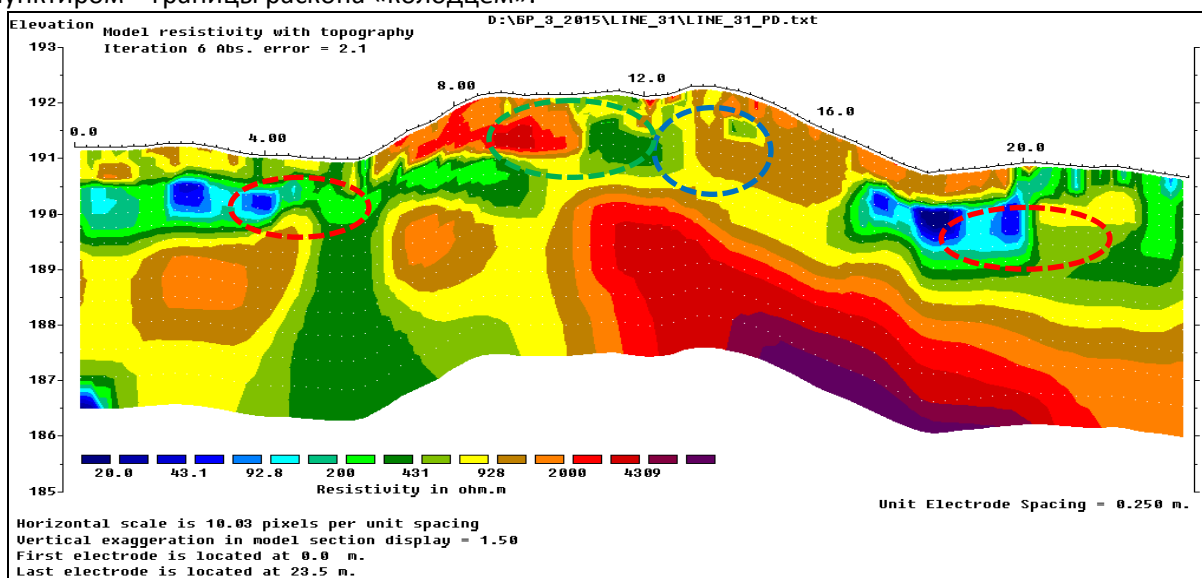 пунктиром – границы раскопа «колодцем».
Elevation
D:\БР_3_2015\LINE_31\LINE_31_PD.txt
Model resistivity with topography
Iteration 6 Abs. error = 2.1
193
192
191
190
189
188
187
186
185
0.0
4.00
8.00
12.0
16.0
20.0
20.0 43.1 92.8 200 431 928 2000 4309
Resistivity in ohm.m
Unit Electrode Spacing = 0.250 m.
Horizontal scale is 10.03 pixels per unit spacing
Vertical exaggeration in model section display = 1.50
First electrode is located at 0.0 m.
Last electrode is located at 23.5 m.